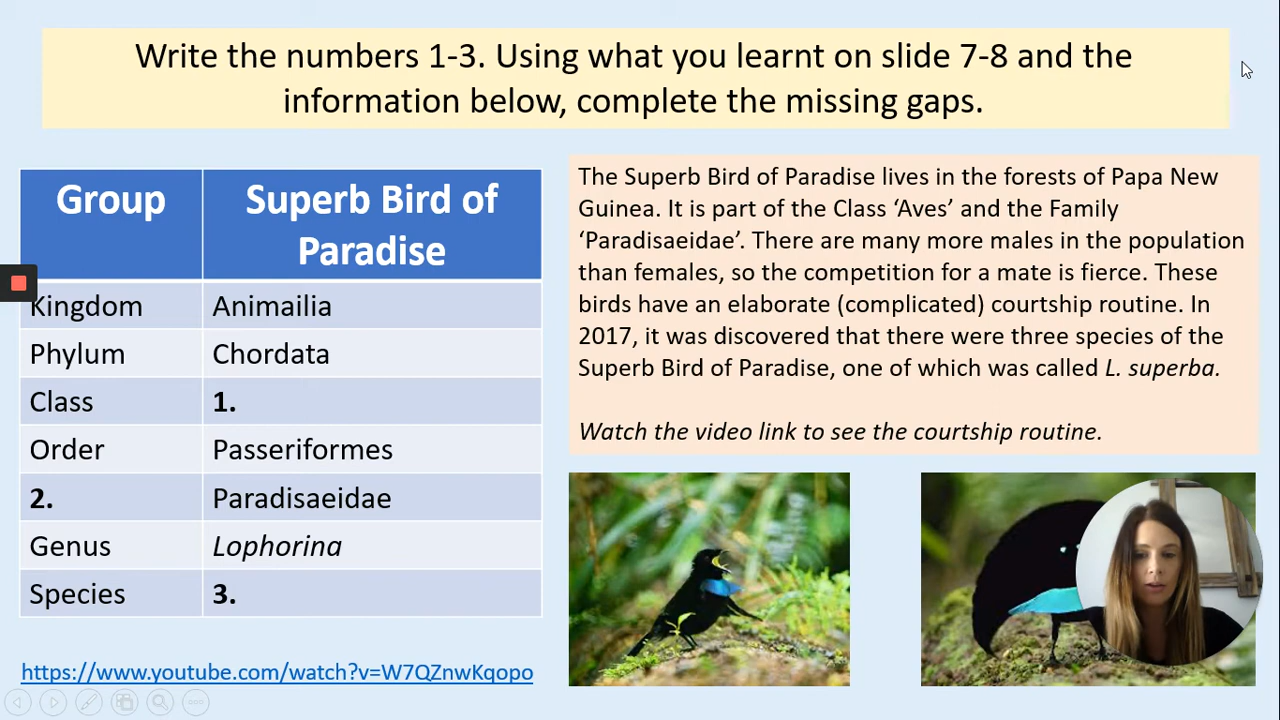 Write the numbers 1-3. Using what you learnt on slide 7-8 and the
information below, complete the missing gaps.
Group Superb Bird of
Paradise
Kingdom Animailia
Phylum Chordata
Class 1.
Order Passeriformes
2. Paradisaeidae
Genus Lophorina
Species 3.
https://www.youtube.com/watch?v=W7QZnwKqopo
The Superb Bird of Paradise lives in the forests of Papa New
Guinea. It is part of the Class ‘Aves’ and the Family
‘Paradisaeidae’. There are many more males in the population
than females, so the competition for a mate is fierce. These
birds have an elaborate (complicated) courtship routine. In
2017, it was discovered that there were three species of the
Superb Bird of Paradise, one of which was called L. superba.
Watch the video link to see the courtship routine.